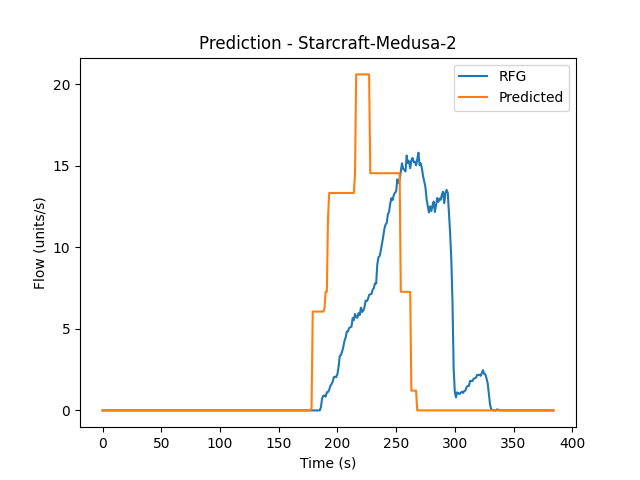 Prediction - Starcraft-Medusa-2
RFG
Predicted
Flow (units/s)
20
15
10
5
0
0 50 100 150 200 250 300 350 400
Time (s)